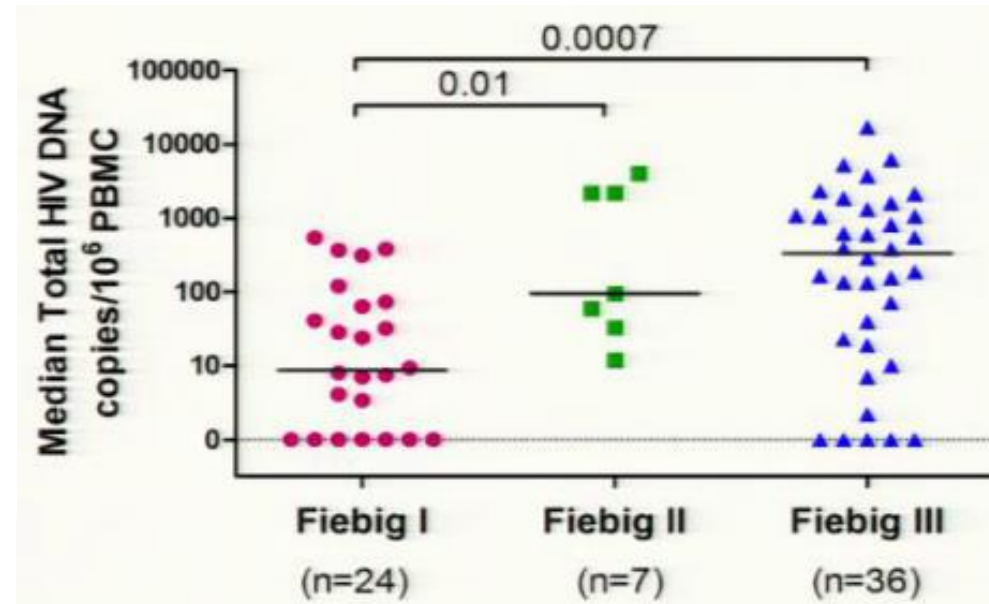 0.0007
0.01
100000
10000
1000
100
10
0
Median Total HIV DNA
copies/10⁶ PBMC
Fiebig I
Fiebig II
Fiebig III
(n=24)
(n=7)
(n=36)